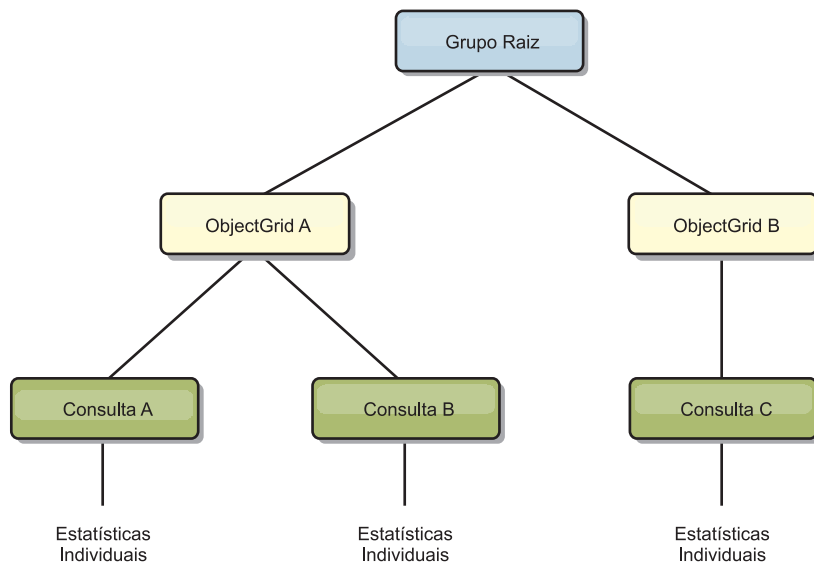 Grupo Raiz
ObjectGrid A
ObjectGrid B
Consulta A
Consulta B
Consulta C
Estatísticas
Individuais
Estatísticas
Individuais
Estatísticas
Individuais